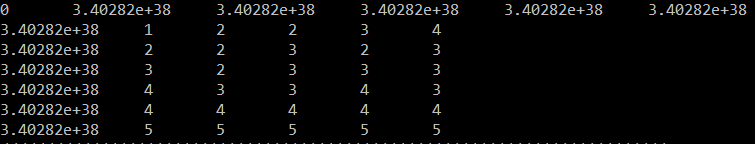 0 3.40282e+38 3.40282e+38 3.40282e+38 3.40282e+38 3.40282e+38
3.40282e+38 1 2 2 3 4
3.40282e+38 2 2 3 2 3
3.40282e+38 3 2 3 3 3
3.40282e+38 4 3 3 4 3
3.40282e+38 4 4 4 4 4
3.40282e+38 5 5 5 5 5